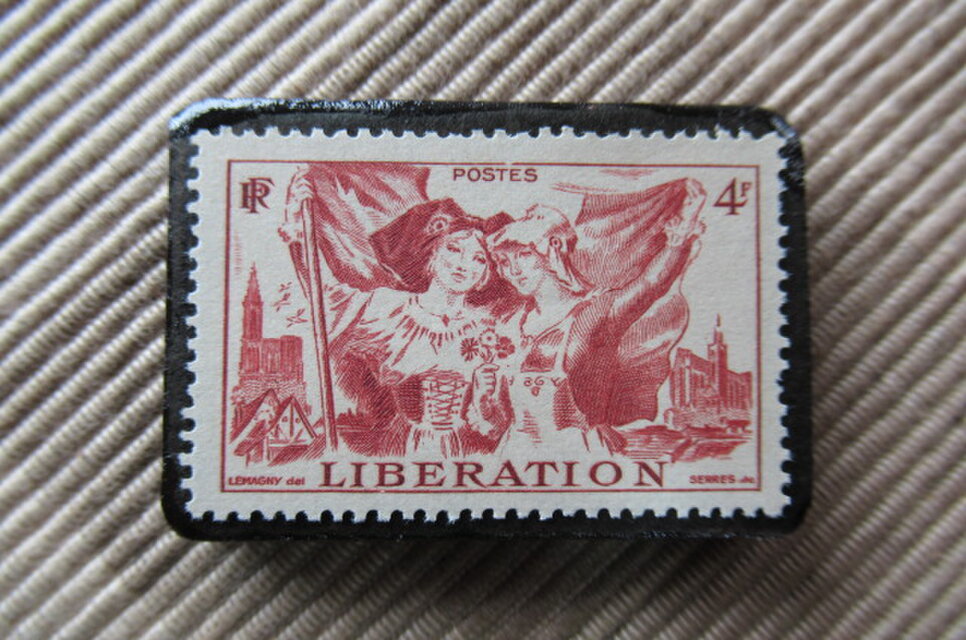 RF POSTES 4F
LIBERATION
LEMAGNY del SERRES sc.